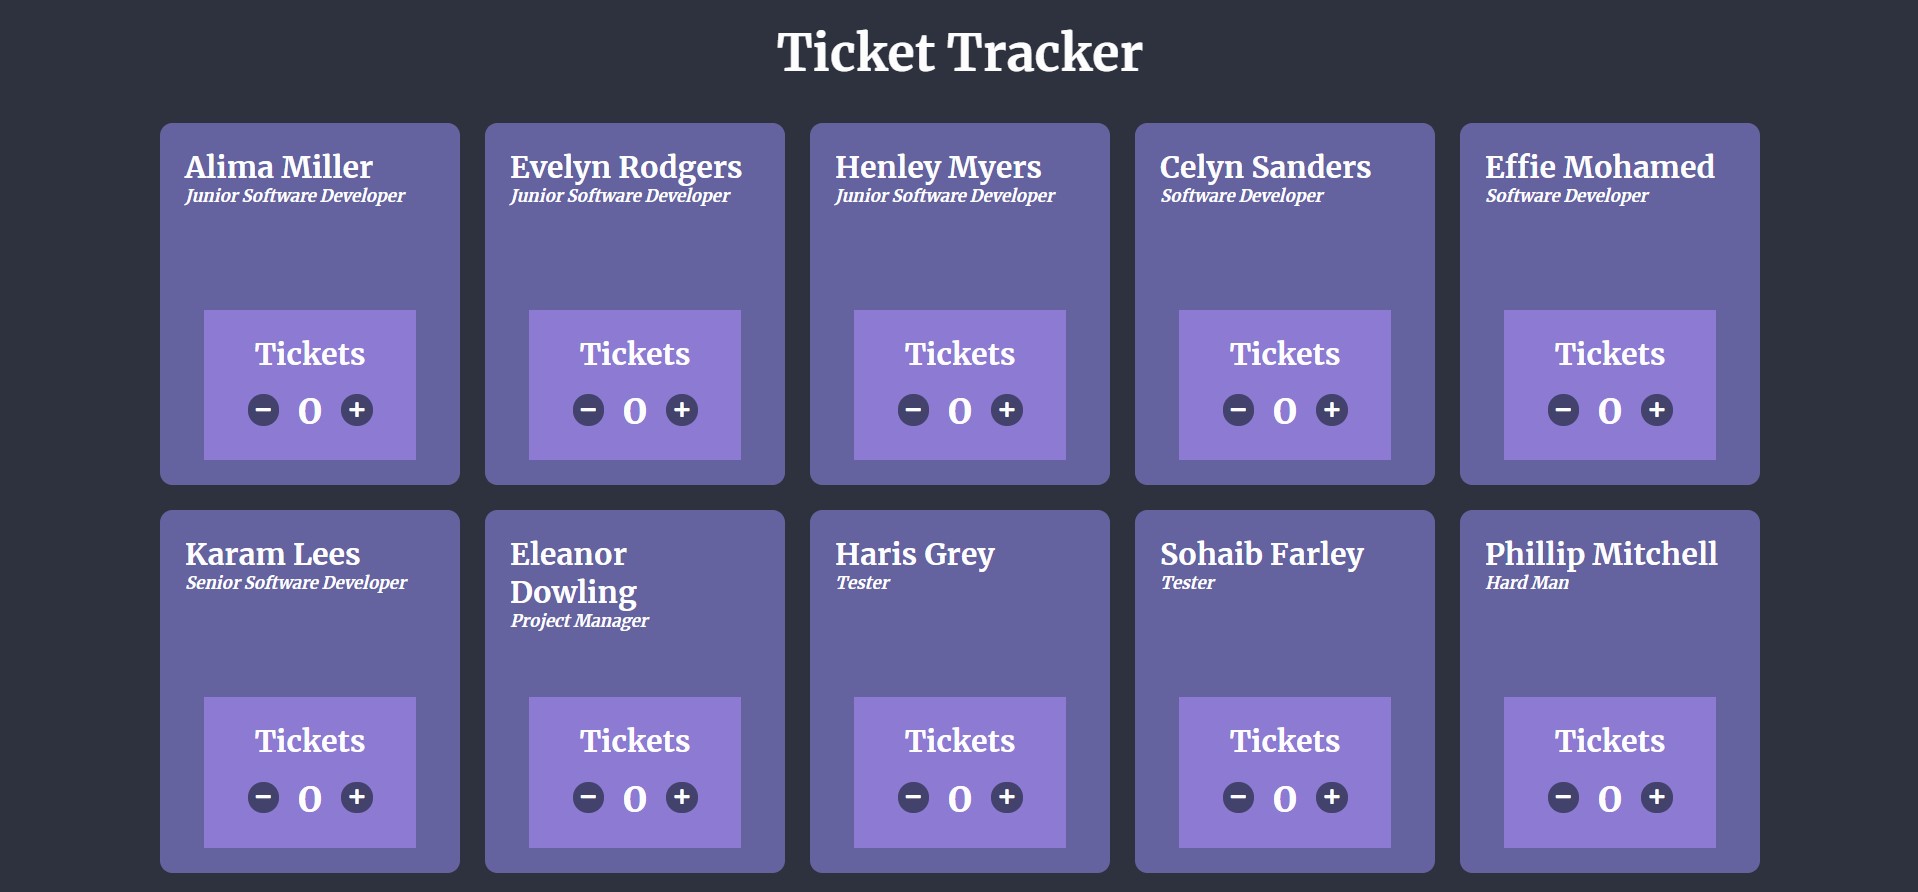 Ticket Tracker
Alima Miller
Junior Software Developer
Tickets
− 0 +
Evelyn Rodgers
Junior Software Developer
Tickets
− 0 +
Henley Myers
Junior Software Developer
Tickets
− 0 +
Celyn Sanders
Software Developer
Tickets
− 0 +
Effie Mohamed
Software Developer
Tickets
− 0 +
Karam Lees
Senior Software Developer
Tickets
− 0 +
Eleanor
Dowling
Project Manager
Tickets
− 0 +
Haris Grey
Tester
Tickets
− 0 +
Sohaib Farley
Tester
Tickets
− 0 +
Phillip Mitchell
Hard Man
Tickets
− 0 +